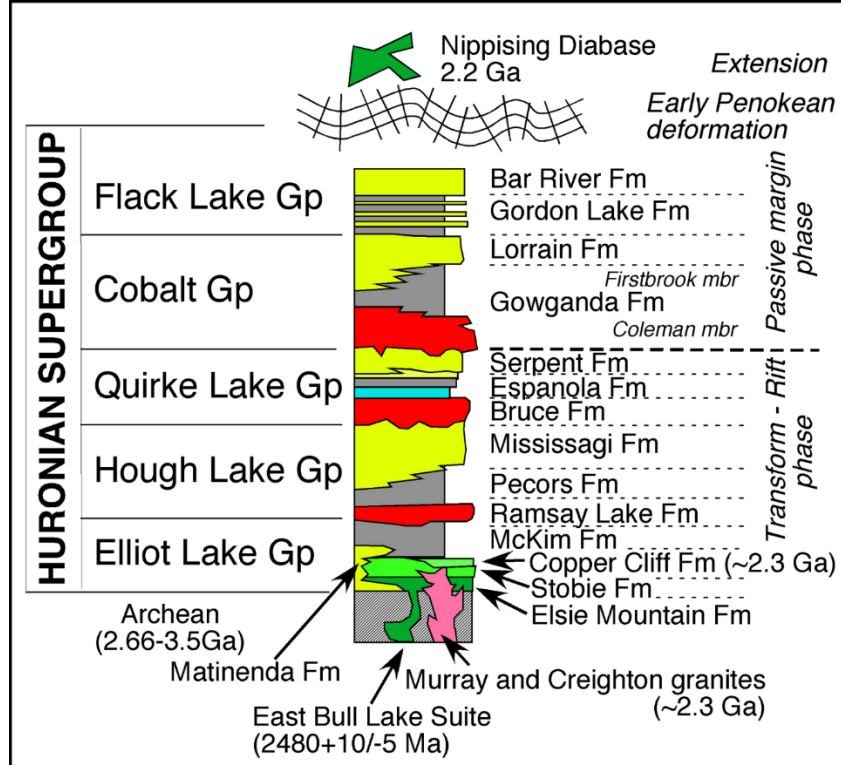 Nippising Diabase
2.2 Ga
Extension
Early Penokean
deformation
HURONIAN SUPERGROUP
Flack Lake Gp
Cobalt Gp
Quirke Lake Gp
Hough Lake Gp
Elliot Lake Gp
Bar River Fm
Gordon Lake Fm
Lorrain Fm
Firstbrook mbr
Gowganda Fm
Coleman mbr
Serpent Fm
Espanola Fm
Bruce Fm
Mississagi Fm
Pecors Fm
Ramsay Lake Fm
McKim Fm
Copper Cliff Fm (~2.3 Ga)
Stobie Fm
Elsie Mountain Fm
Passive margin
phase
Transform - Rift
phase
Archean
(2.66-3.5Ga)
Matinenda Fm
Murray and Creighton granites
(~2.3 Ga)
East Bull Lake Suite
(2480+10/-5 Ma)